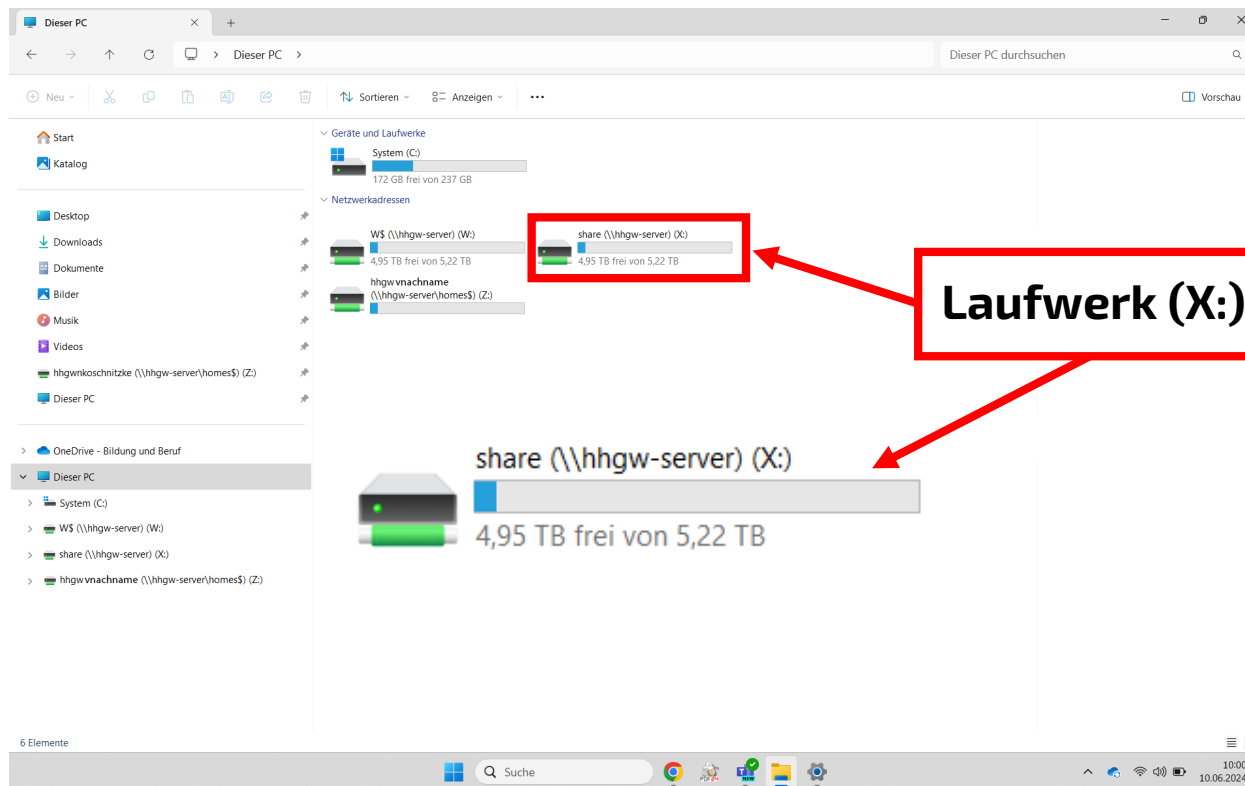 Dieser PC
Dieser PC
Dieser PC durchsuchen
Neu
Sortieren
Anzeigen
Vorschau
Start
Katalog
Desktop
Downloads
Dokumente
Bilder
Musik
Videos
hhgwnkoschnitzke (\\hhgw-server\homes$) (Z:)
Dieser PC
OneDrive - Bildung und Beruf
Dieser PC
System (C:)
W$ (\\hhgw-server) (W:)
share (\\hhgw-server) (X:)
hhgwvnachname (\\hhgw-server\homes$) (Z:)
Geräte und Laufwerke
System (C:)
172 GB frei von 237 GB
Netzwerkadressen
W$ (\\hhgw-server) (W:)
4,95 TB frei von 5,22 TB
share (\\hhgw-server) (X:)
4,95 TB frei von 5,22 TB
hhgwvnachname
(\\hhgw-server\homes$) (Z:)
Laufwerk (X:)
share (\\hhgw-server) (X:)
4,95 TB frei von 5,22 TB
6 Elemente
Suche
PDF24
NEW
10:00
10.06.2024